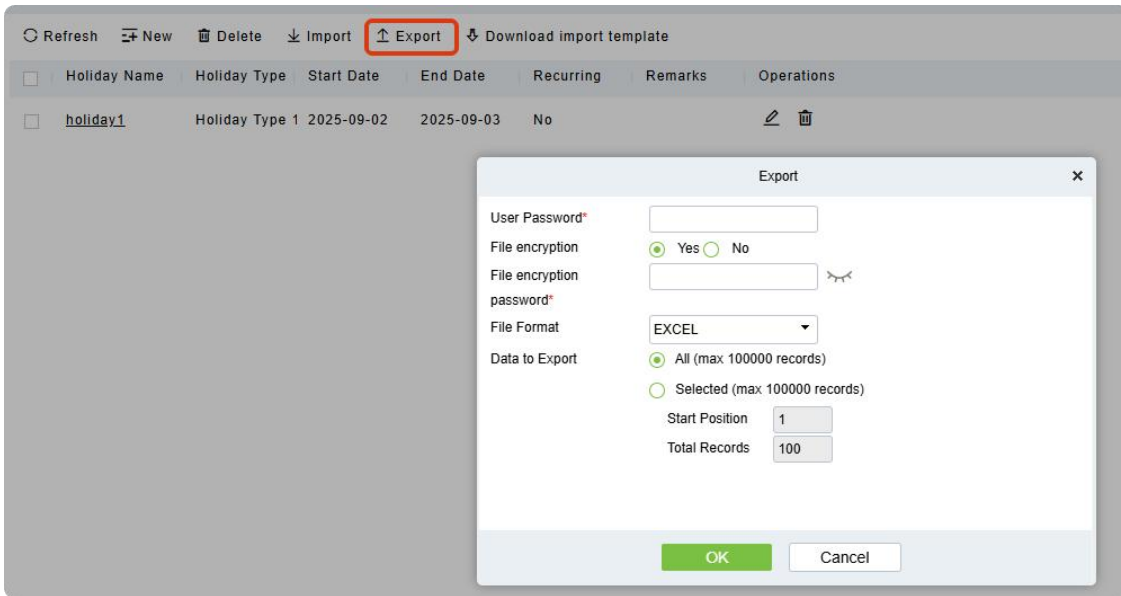 Refresh New Delete Import Export Download import template
Holiday Name Holiday Type Start Date End Date Recurring Remarks Operations
holiday1 Holiday Type 1 2025-09-02 2025-09-03 No
Export
User Password*
File encryption Yes No
File encryption
password*
File Format EXCEL
Data to Export All (max 100000 records)
Selected (max 100000 records)
Start Position 1
Total Records 100
OK Cancel